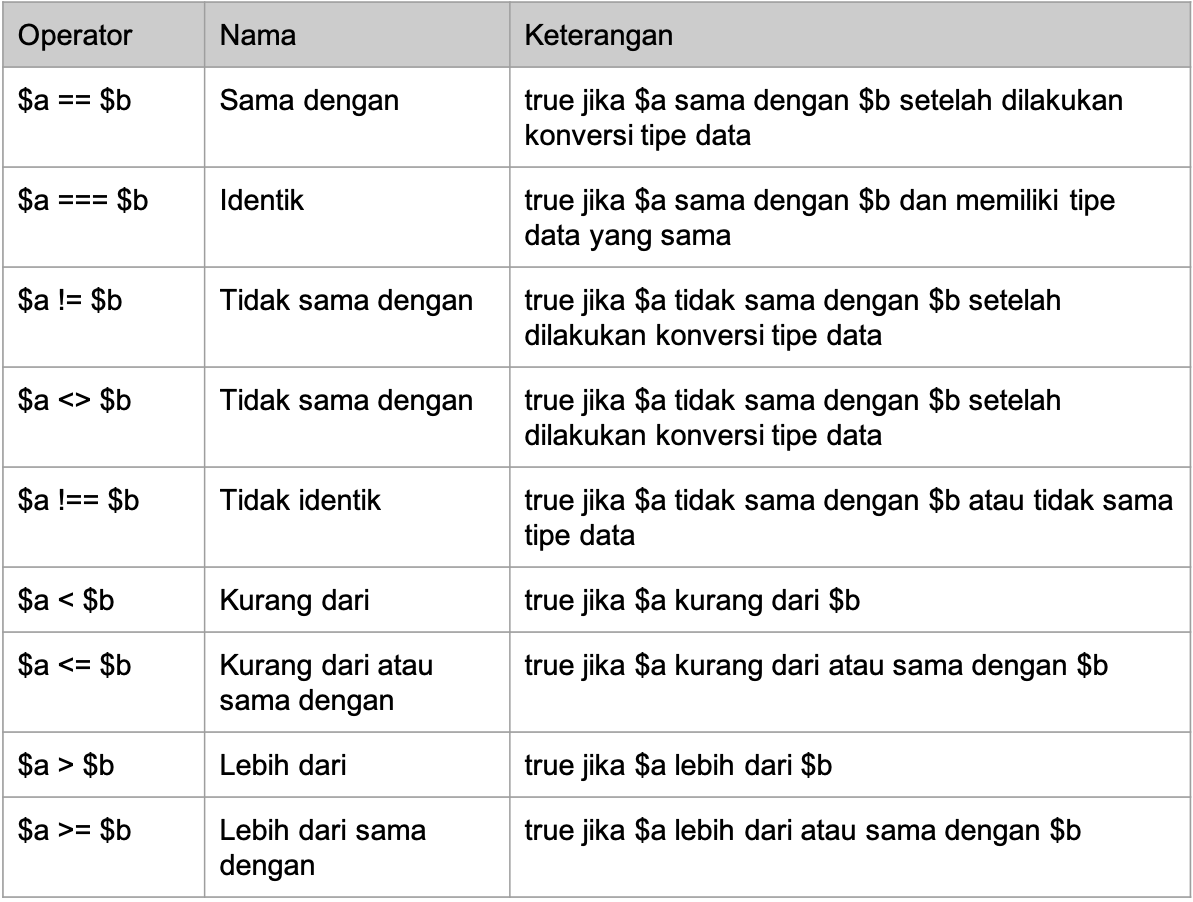 Operator Nama Keterangan
$a == $b Sama dengan true jika $a sama dengan $b setelah dilakukan
konversi tipe data
$a === $b Identik true jika $a sama dengan $b dan memiliki tipe
data yang sama
$a != $b Tidak sama dengan true jika $a tidak sama dengan $b setelah
dilakukan konversi tipe data
$a <> $b Tidak sama dengan true jika $a tidak sama dengan $b setelah
dilakukan konversi tipe data
$a !== $b Tidak identik true jika $a tidak sama dengan $b atau tidak sama
tipe data
$a < $b Kurang dari true jika $a kurang dari $b
$a <= $b Kurang dari atau true jika $a kurang dari atau sama dengan $b
sama dengan
$a > $b Lebih dari true jika $a lebih dari $b
$a >= $b Lebih dari sama true jika $a lebih dari atau sama dengan $b
dengan